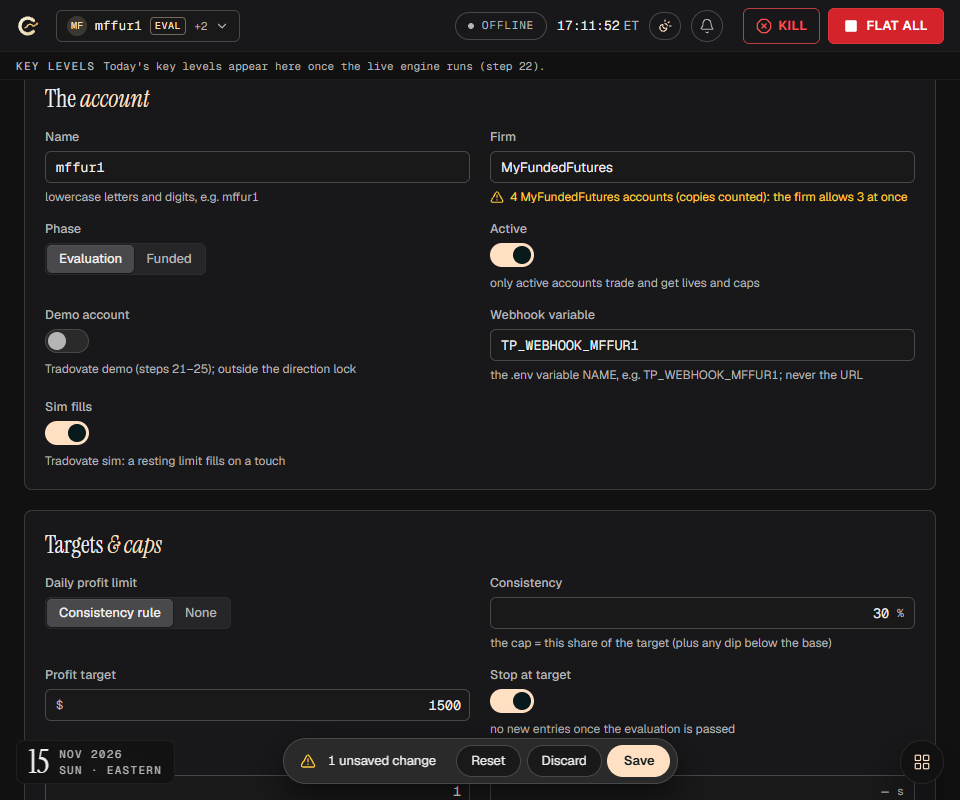 MF mffur1 EVAL +2
OFFLINE
17:11:52 ET
KILL
FLAT ALL
KEY LEVELS Today's key levels appear here once the live engine runs (step 22).
The account
Name
Firm
mffur1
MyFundedFutures
lowercase letters and digits, e.g. mffur1
4 MyFundedFutures accounts (copies counted): the firm allows 3 at once
Phase
Active
Evaluation
Funded
only active accounts trade and get lives and caps
Demo account
Webhook variable
TP_WEBHOOK_MFFUR1
Tradovate demo (steps 21–25); outside the direction lock
the .env variable NAME, e.g. TP_WEBHOOK_MFFUR1; never the URL
Sim fills
Tradovate sim: a resting limit fills on a touch
Targets & caps
Daily profit limit
Consistency
Consistency rule
None
30 %
the cap = this share of the target (plus any dip below the base)
Profit target
Stop at target
$ 1500
no new entries once the evaluation is passed
15 NOV 2026
SUN · EASTERN
1 unsaved change
Reset
Discard
Save
1
– s